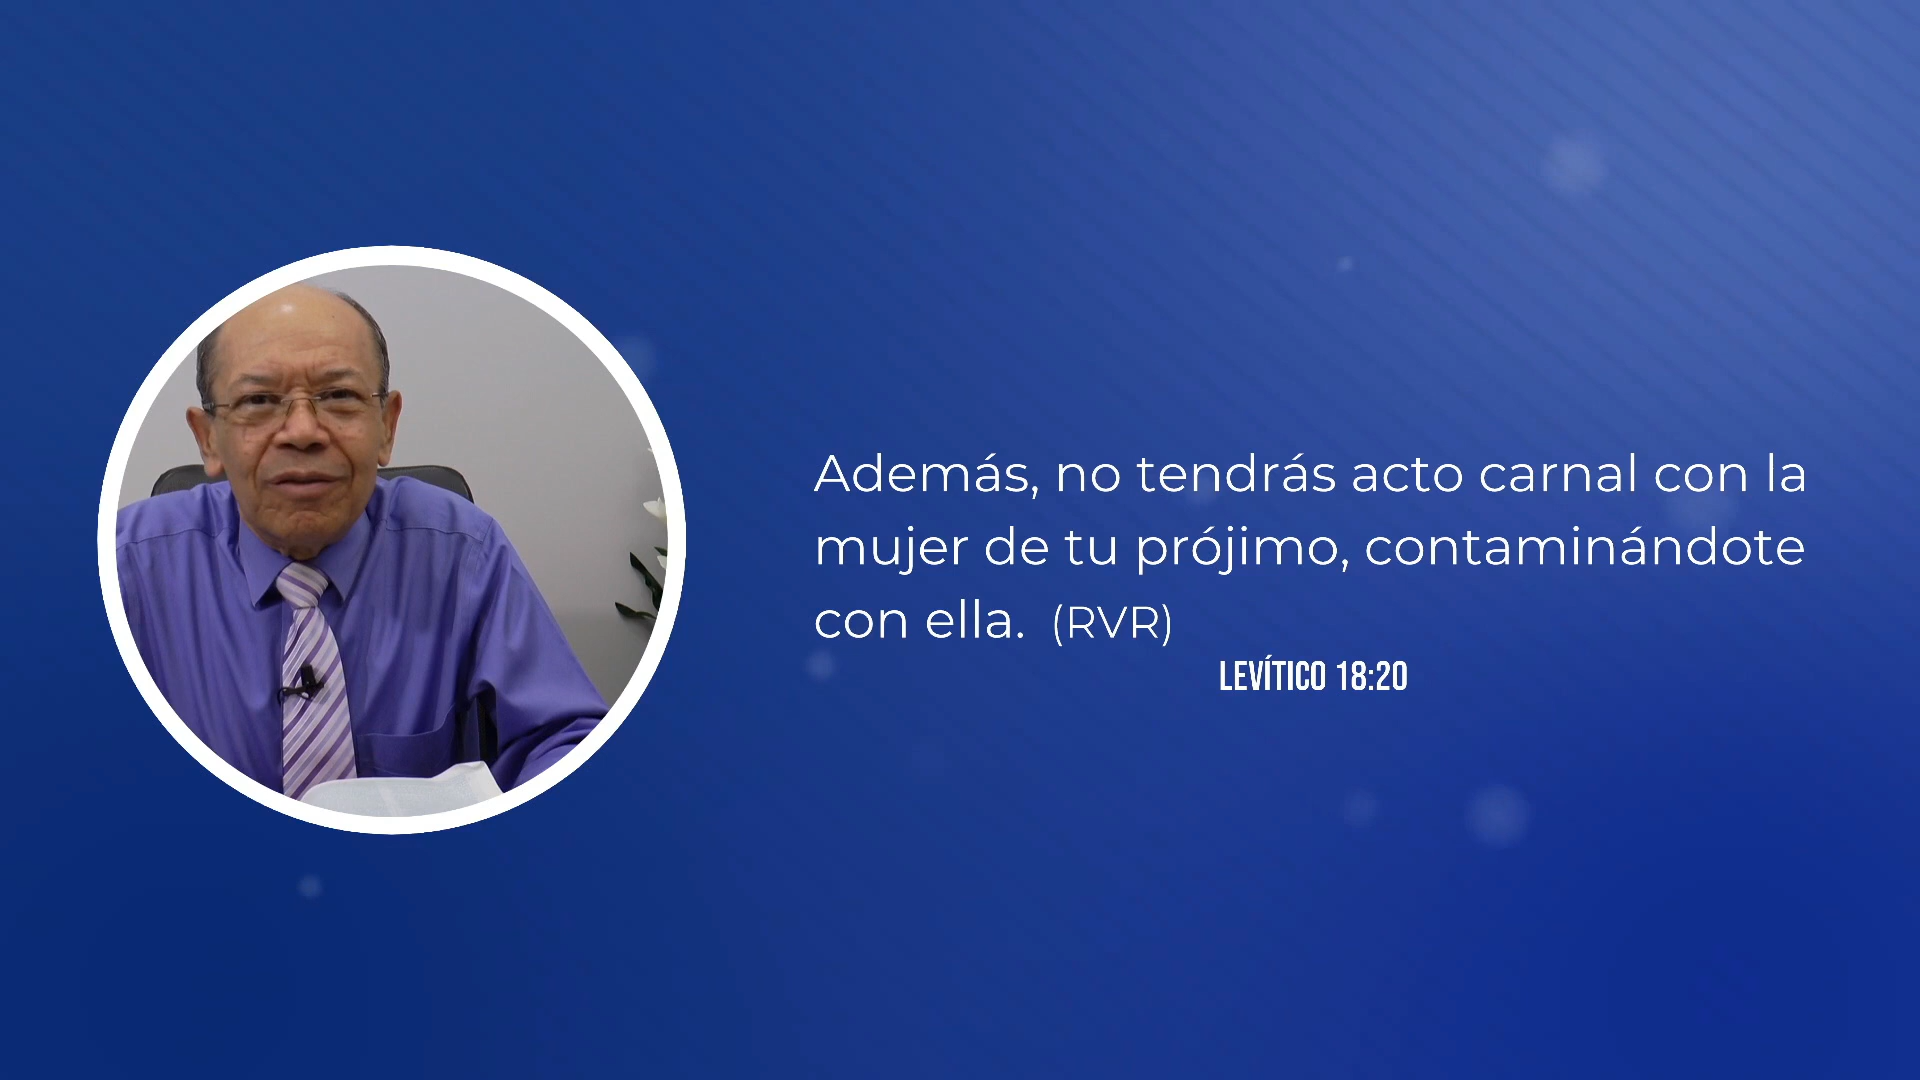 Además, no tendrás acto carnal con la
mujer de tu prójimo, contaminándote
con ella. (RVR)
LEVÍTICO 18:20